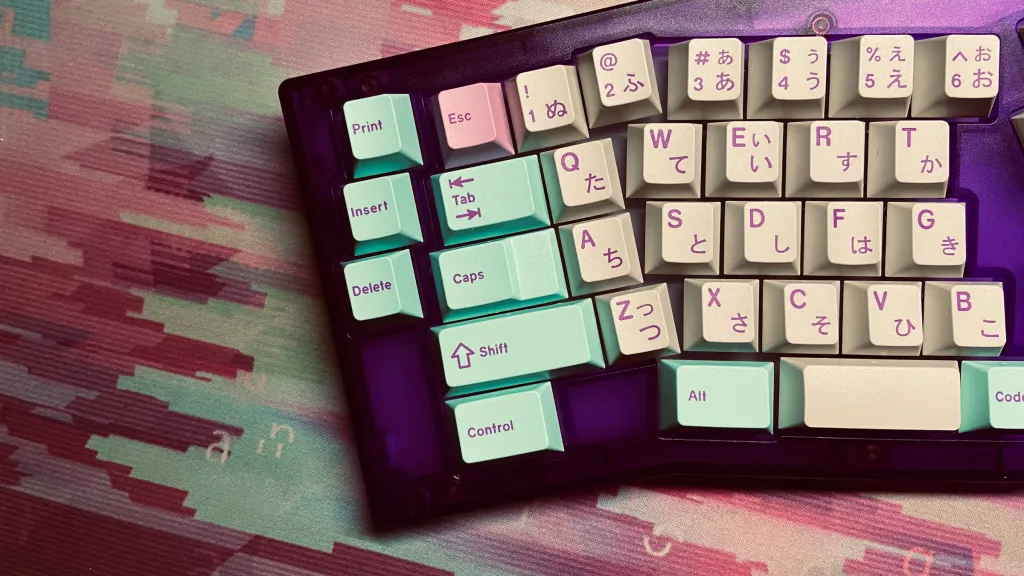 Print
Esc
! 1 ぬ
@ 2 ふ
# ぁ 3 あ
$ ぅ 4 う
% ぇ 5 え
^ ぉ 6 お
Insert
Tab
Q た
W て
E ぃ い
R す
T か
Delete
Caps
A ち
S と
D し
F は
G き
Shift
Z っ つ
X さ
C そ
V ひ
B こ
Control
Alt
Code
a in